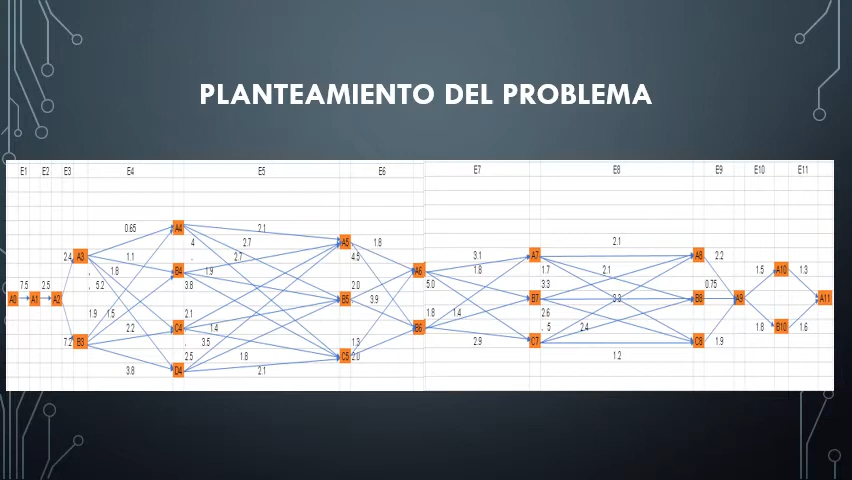 PLANTEAMIENTO DEL PROBLEMA
E1 E2 E3 E4 E5 E6 E7 E8 E9 E10 E11
0.65 2.1
A4
4 2.7 1.8 2.1
2.4 A3 1.1 2.7 A5 4.5 3.1 A7 A8 2.2
1.8 B4 1.9 A6 1.8 1.7 2.1 1.5 A10 1.3
7.5 2.5 5.2 3.8 2.0 5.0 3.3 0.75
A0 A1 A2 B5 3.9 B7 3.3 B8 A9 A11
1.9 1.5 2.1 1.8 1.4 2.6
2.2 C4 1.4 B6 5 2.4 1.8 B10 1.6
7.2 B3 3.5 1.3 2.9 C7 C8 1.9
2.5 1.8 C5 2.0 1.2
3.8 D4 2.1